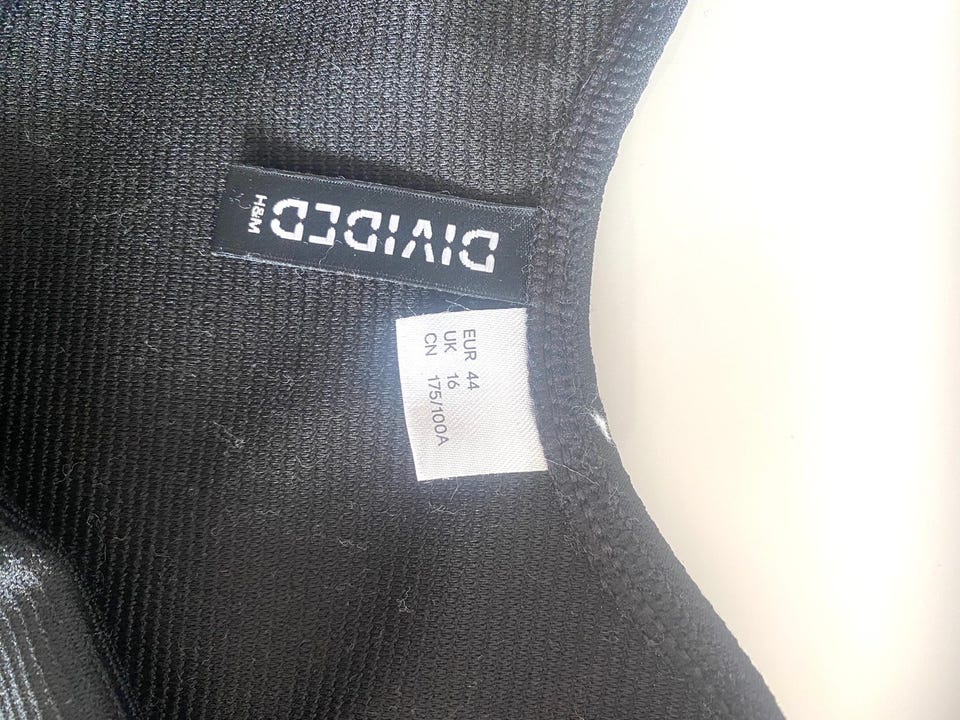 DIVIDED
H&M
EUR 44
UK 16
CN 175/100A